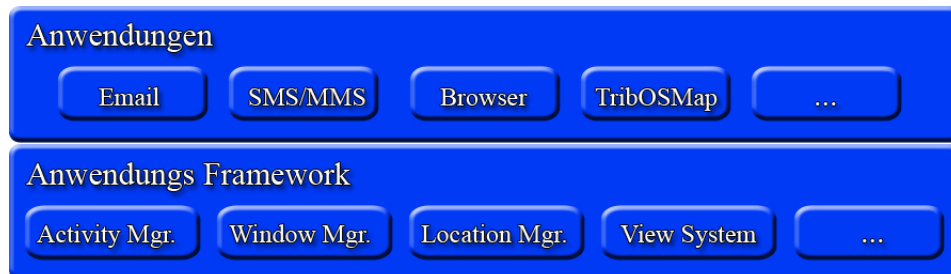 Anwendungen
Email SMS/MMS Browser TribOSMap ...
Anwendungs Framework
Activity Mgr. Window Mgr. Location Mgr. View System ...